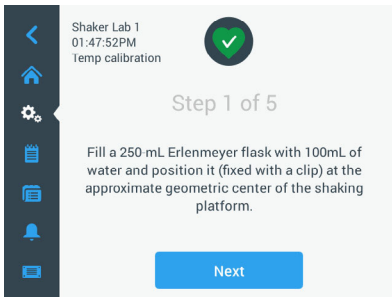 Shaker Lab 1
01:47:52PM
Temp calibration
Step 1 of 5
Fill a 250-mL Erlenmeyer flask with 100mL of
water and position it (fixed with a clip) at the
approximate geometric center of the shaking
platform.
Next